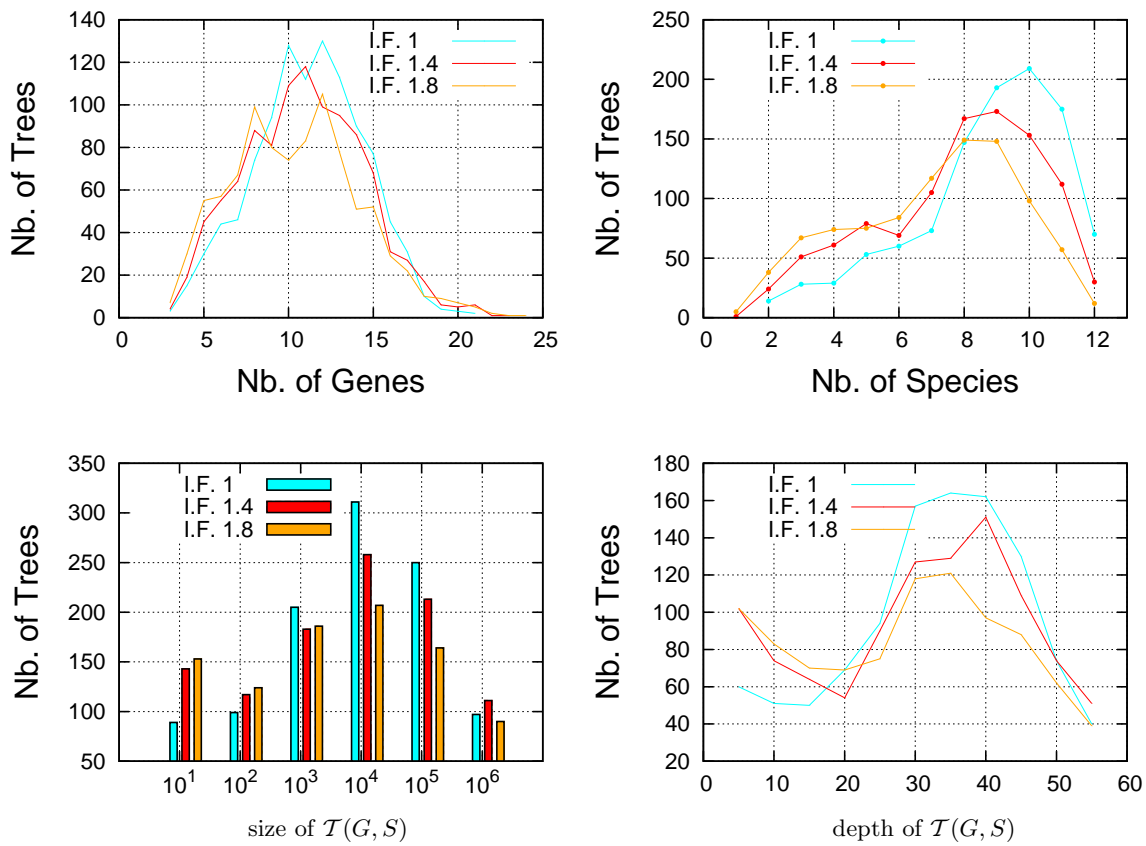 140
120
100
80
60
40
20
0
0 5 10 15 20 25
Nb. of Trees
Nb. of Genes
I.F. 1
I.F. 1.4
I.F. 1.8
250
200
150
100
50
0
0 2 4 6 8 10 12
Nb. of Trees
Nb. of Species
I.F. 1
I.F. 1.4
I.F. 1.8
350
300
250
200
150
100
50
10^1 10^2 10^3 10^4 10^5 10^6
Nb. of Trees
size of 𝒯(G, S)
I.F. 1
I.F. 1.4
I.F. 1.8
180
160
140
120
100
80
60
40
20
0 10 20 30 40 50 60
Nb. of Trees
depth of 𝒯(G, S)
I.F. 1
I.F. 1.4
I.F. 1.8